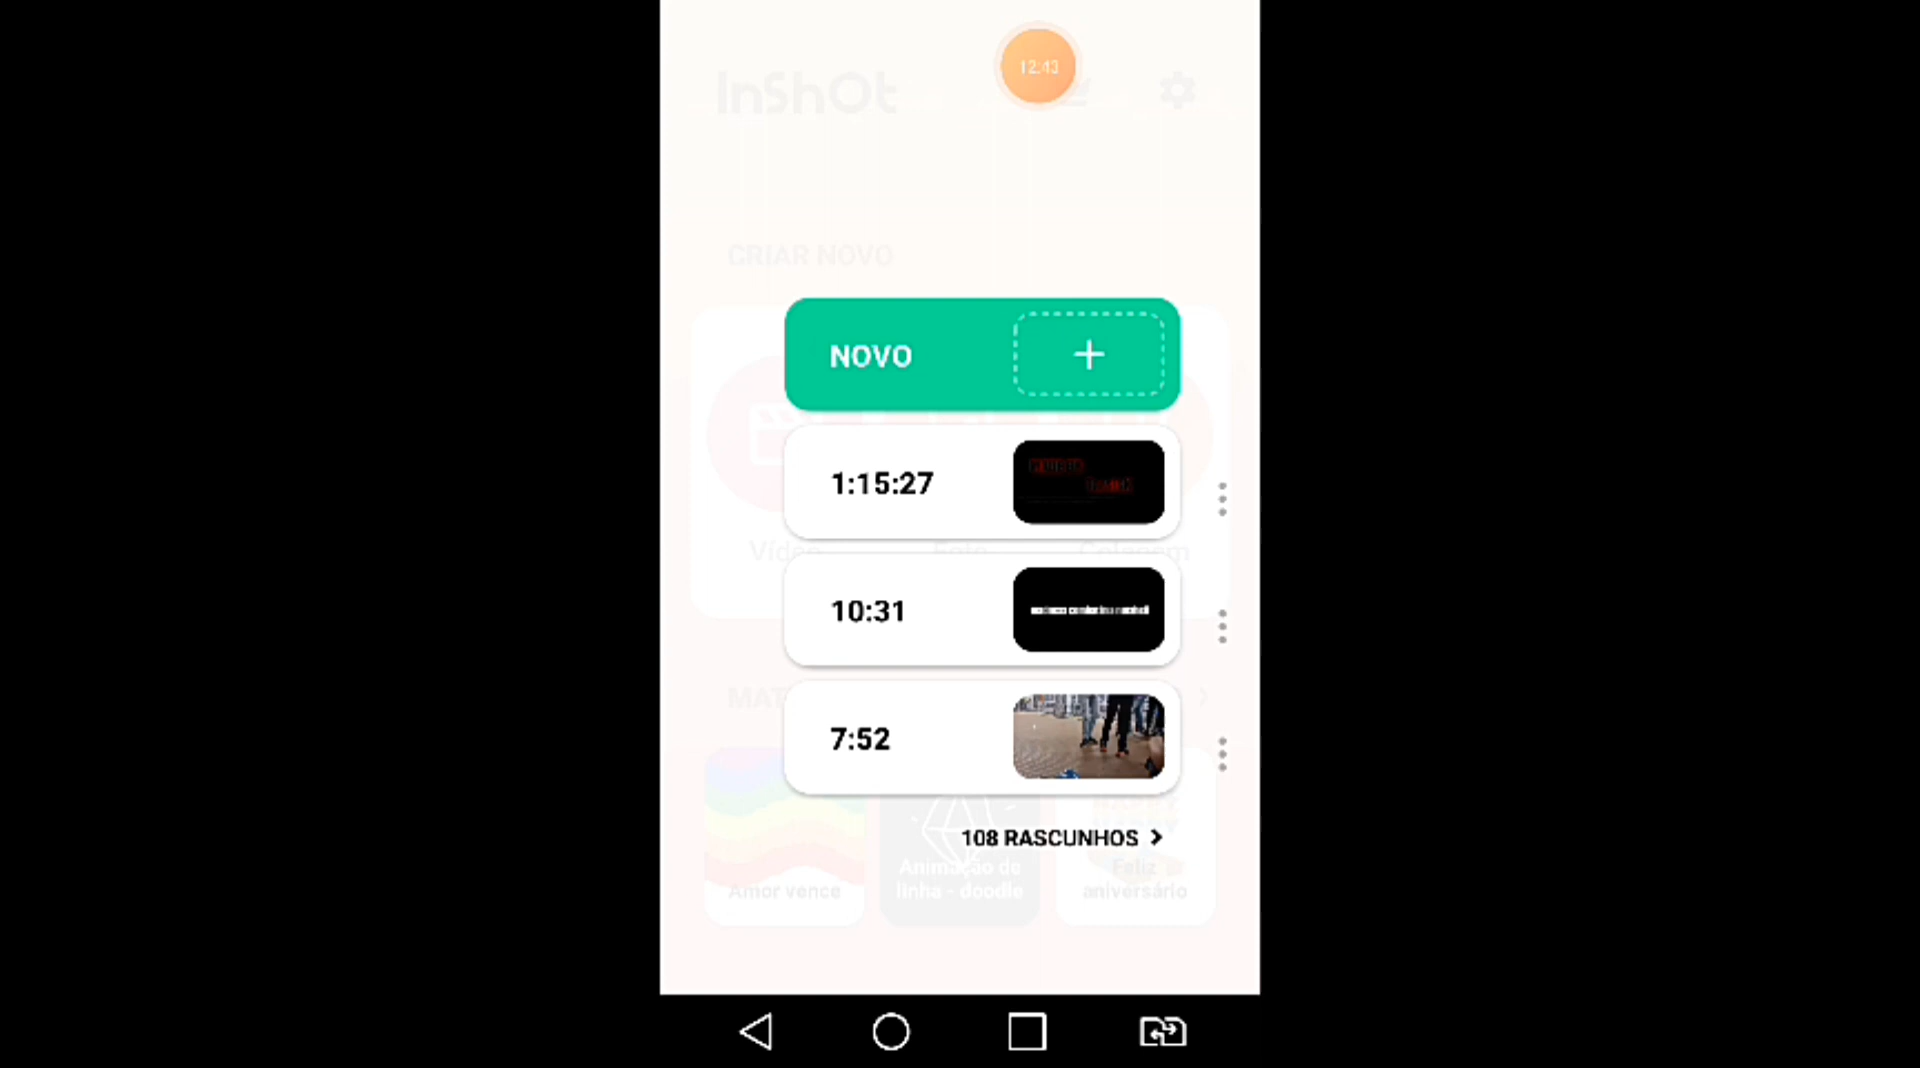 InShOt
12:43
CRIAR NOVO
NOVO
1:15:27
Foto
10:31
7:52
108 RASCUNHOS
Amor vence
Animação de
linha - doodle
Feliz
aniversário